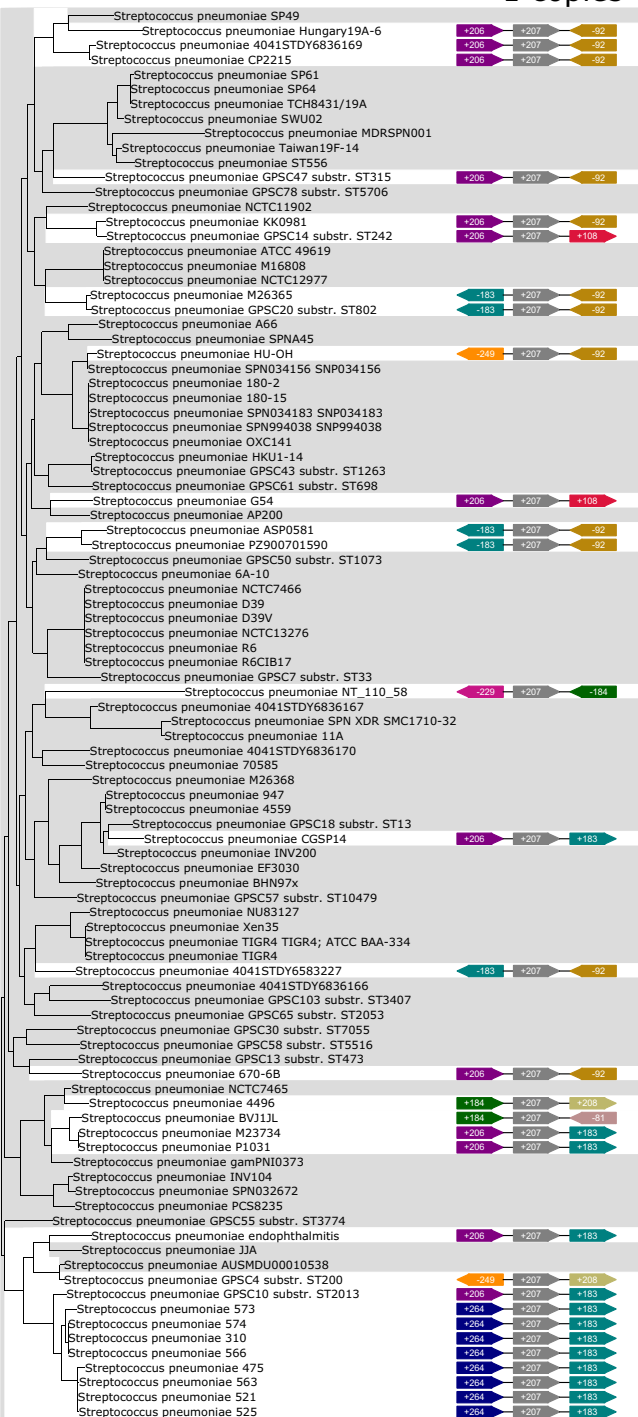 Streptococcus pneumoniae SP49
Streptococcus pneumoniae Hungary19A-6 +206 +207 -92
Streptococcus pneumoniae 4041STDY6836169 +206 +207 -92
Streptococcus pneumoniae CP2215 +206 +207 -92
Streptococcus pneumoniae SP61
Streptococcus pneumoniae SP64
Streptococcus pneumoniae TCH8431/19A
Streptococcus pneumoniae SWU02
Streptococcus pneumoniae MDRSPN001
Streptococcus pneumoniae Taiwan19F-14
Streptococcus pneumoniae ST556
Streptococcus pneumoniae GPSC47 substr. ST315 +206 +207 -92
Streptococcus pneumoniae GPSC78 substr. ST5706
Streptococcus pneumoniae NCTC11902
Streptococcus pneumoniae KK0981 +206 +207 -92
Streptococcus pneumoniae GPSC14 substr. ST242 +206 +207 +108
Streptococcus pneumoniae ATCC 49619
Streptococcus pneumoniae M16808
Streptococcus pneumoniae NCTC12977
Streptococcus pneumoniae M26365 -183 +207 -92
Streptococcus pneumoniae GPSC20 substr. ST802 -183 +207 -92
Streptococcus pneumoniae A66
Streptococcus pneumoniae SPNA45
Streptococcus pneumoniae HU-OH -249 +207 -92
Streptococcus pneumoniae SPN034156 SNP034156
Streptococcus pneumoniae 180-2
Streptococcus pneumoniae 180-15
Streptococcus pneumoniae SPN034183 SNP034183
Streptococcus pneumoniae SPN994038 SNP994038
Streptococcus pneumoniae OXC141
Streptococcus pneumoniae HKU1-14
Streptococcus pneumoniae GPSC43 substr. ST1263
Streptococcus pneumoniae GPSC61 substr. ST698
Streptococcus pneumoniae G54 +206 +207 +108
Streptococcus pneumoniae AP200
Streptococcus pneumoniae ASP0581 -183 +207 -92
Streptococcus pneumoniae PZ900701590 -183 +207 -92
Streptococcus pneumoniae GPSC50 substr. ST1073
Streptococcus pneumoniae 6A-10
Streptococcus pneumoniae NCTC7466
Streptococcus pneumoniae D39
Streptococcus pneumoniae D39V
Streptococcus pneumoniae NCTC13276
Streptococcus pneumoniae R6
Streptococcus pneumoniae R6CIB17
Streptococcus pneumoniae GPSC7 substr. ST33
Streptococcus pneumoniae NT_110_58 -229 +207 -184
Streptococcus pneumoniae 4041STDY6836167
Streptococcus pneumoniae SPN XDR SMC1710-32
Streptococcus pneumoniae 11A
Streptococcus pneumoniae 4041STDY6836170
Streptococcus pneumoniae 70585
Streptococcus pneumoniae M26368
Streptococcus pneumoniae 947
Streptococcus pneumoniae 4559
Streptococcus pneumoniae GPSC18 substr. ST13
Streptococcus pneumoniae CGSP14 +206 +207 +183
Streptococcus pneumoniae INV200
Streptococcus pneumoniae EF3030
Streptococcus pneumoniae BHN97x
Streptococcus pneumoniae GPSC57 substr. ST10479
Streptococcus pneumoniae NU83127
Streptococcus pneumoniae Xen35
Streptococcus pneumoniae TIGR4 TIGR4; ATCC BAA-334
Streptococcus pneumoniae TIGR4
Streptococcus pneumoniae 4041STDY6583227 -183 +207 -92
Streptococcus pneumoniae 4041STDY6836166
Streptococcus pneumoniae GPSC103 substr. ST3407
Streptococcus pneumoniae GPSC65 substr. ST2053
Streptococcus pneumoniae GPSC30 substr. ST7055
Streptococcus pneumoniae GPSC58 substr. ST5516
Streptococcus pneumoniae GPSC13 substr. ST473
Streptococcus pneumoniae 670-6B +206 +207 -92
Streptococcus pneumoniae NCTC7465
Streptococcus pneumoniae 4496 +184 +207 +208
Streptococcus pneumoniae BVJ1JL +184 +207 -81
Streptococcus pneumoniae M23734 +206 +207 +183
Streptococcus pneumoniae P1031 +206 +207 +183
Streptococcus pneumoniae gamPNI0373
Streptococcus pneumoniae INV104
Streptococcus pneumoniae SPN032672
Streptococcus pneumoniae PCS8235
Streptococcus pneumoniae GPSC55 substr. ST3774
Streptococcus pneumoniae endophthalmitis +206 +207 +183
Streptococcus pneumoniae JJA
Streptococcus pneumoniae AUSMDU00010538
Streptococcus pneumoniae GPSC4 substr. ST200 -249 +207 +208
Streptococcus pneumoniae GPSC10 substr. ST2013 +206 +207 +183
Streptococcus pneumoniae 573 +264 +207 +183
Streptococcus pneumoniae 574 +264 +207 +183
Streptococcus pneumoniae 310 +264 +207 +183
Streptococcus pneumoniae 566 +264 +207 +183
Streptococcus pneumoniae 475 +264 +207 +183
Streptococcus pneumoniae 563 +264 +207 +183
Streptococcus pneumoniae 521 +264 +207 +183
Streptococcus pneumoniae 525 +264 +207 +183